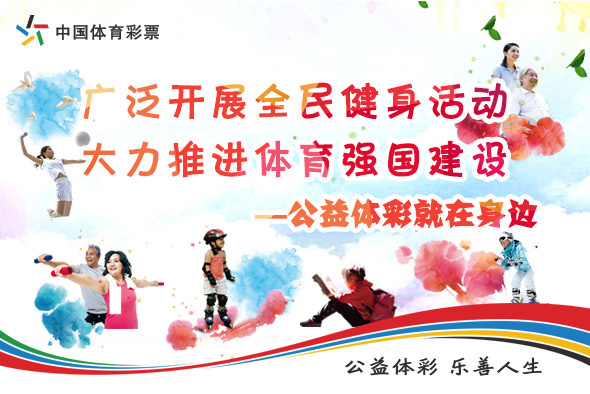 中国体育彩票
广泛开展全民健身活动
大力推进体育强国建设
—公益体彩就在身边
公益体彩 乐善人生